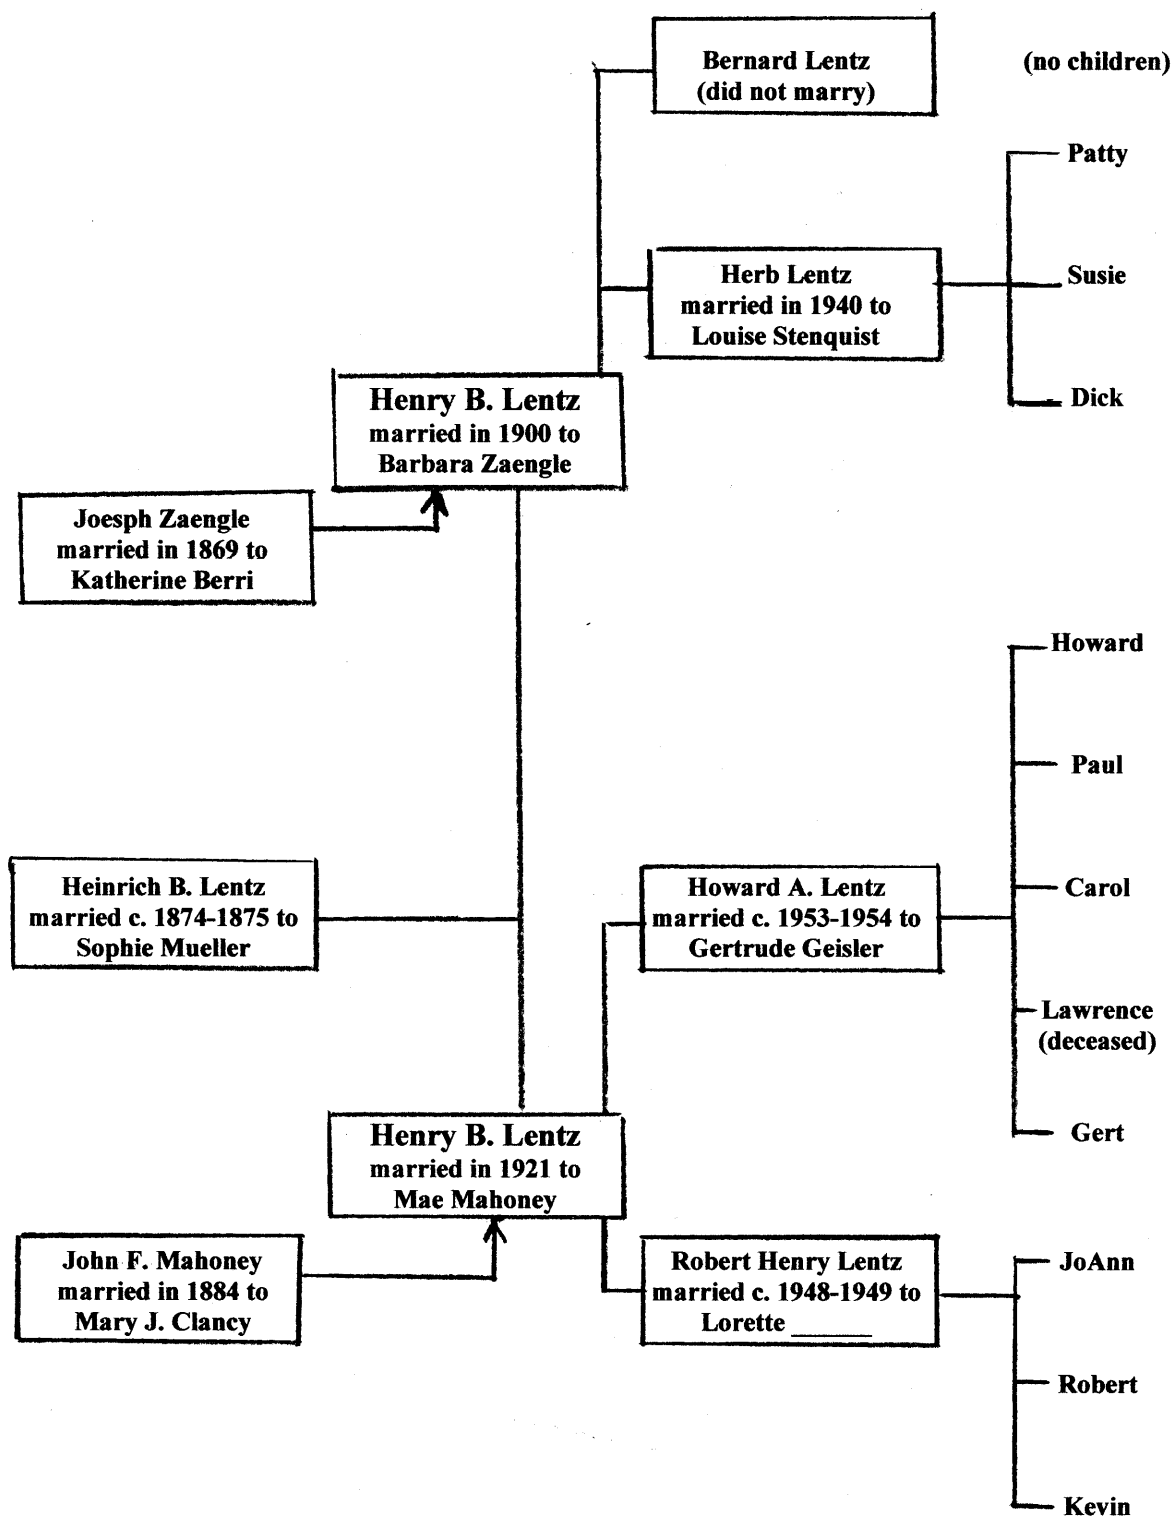 Bernard Lentz
(did not marry)
(no children)
Patty
Herb Lentz
married in 1940 to
Louise Stenquist
Susie
Dick
Henry B. Lentz
married in 1900 to
Barbara Zaengle
Joesph Zaengle
married in 1869 to
Katherine Berri
Howard
Paul
Heinrich B. Lentz
married c. 1874-1875 to
Sophie Mueller
Howard A. Lentz
married c. 1953-1954 to
Gertrude Geisler
Carol
Lawrence
(deceased)
Gert
Henry B. Lentz
married in 1921 to
Mae Mahoney
John F. Mahoney
married in 1884 to
Mary J. Clancy
Robert Henry Lentz
married c. 1948-1949 to
Lorette ______
JoAnn
Robert
Kevin